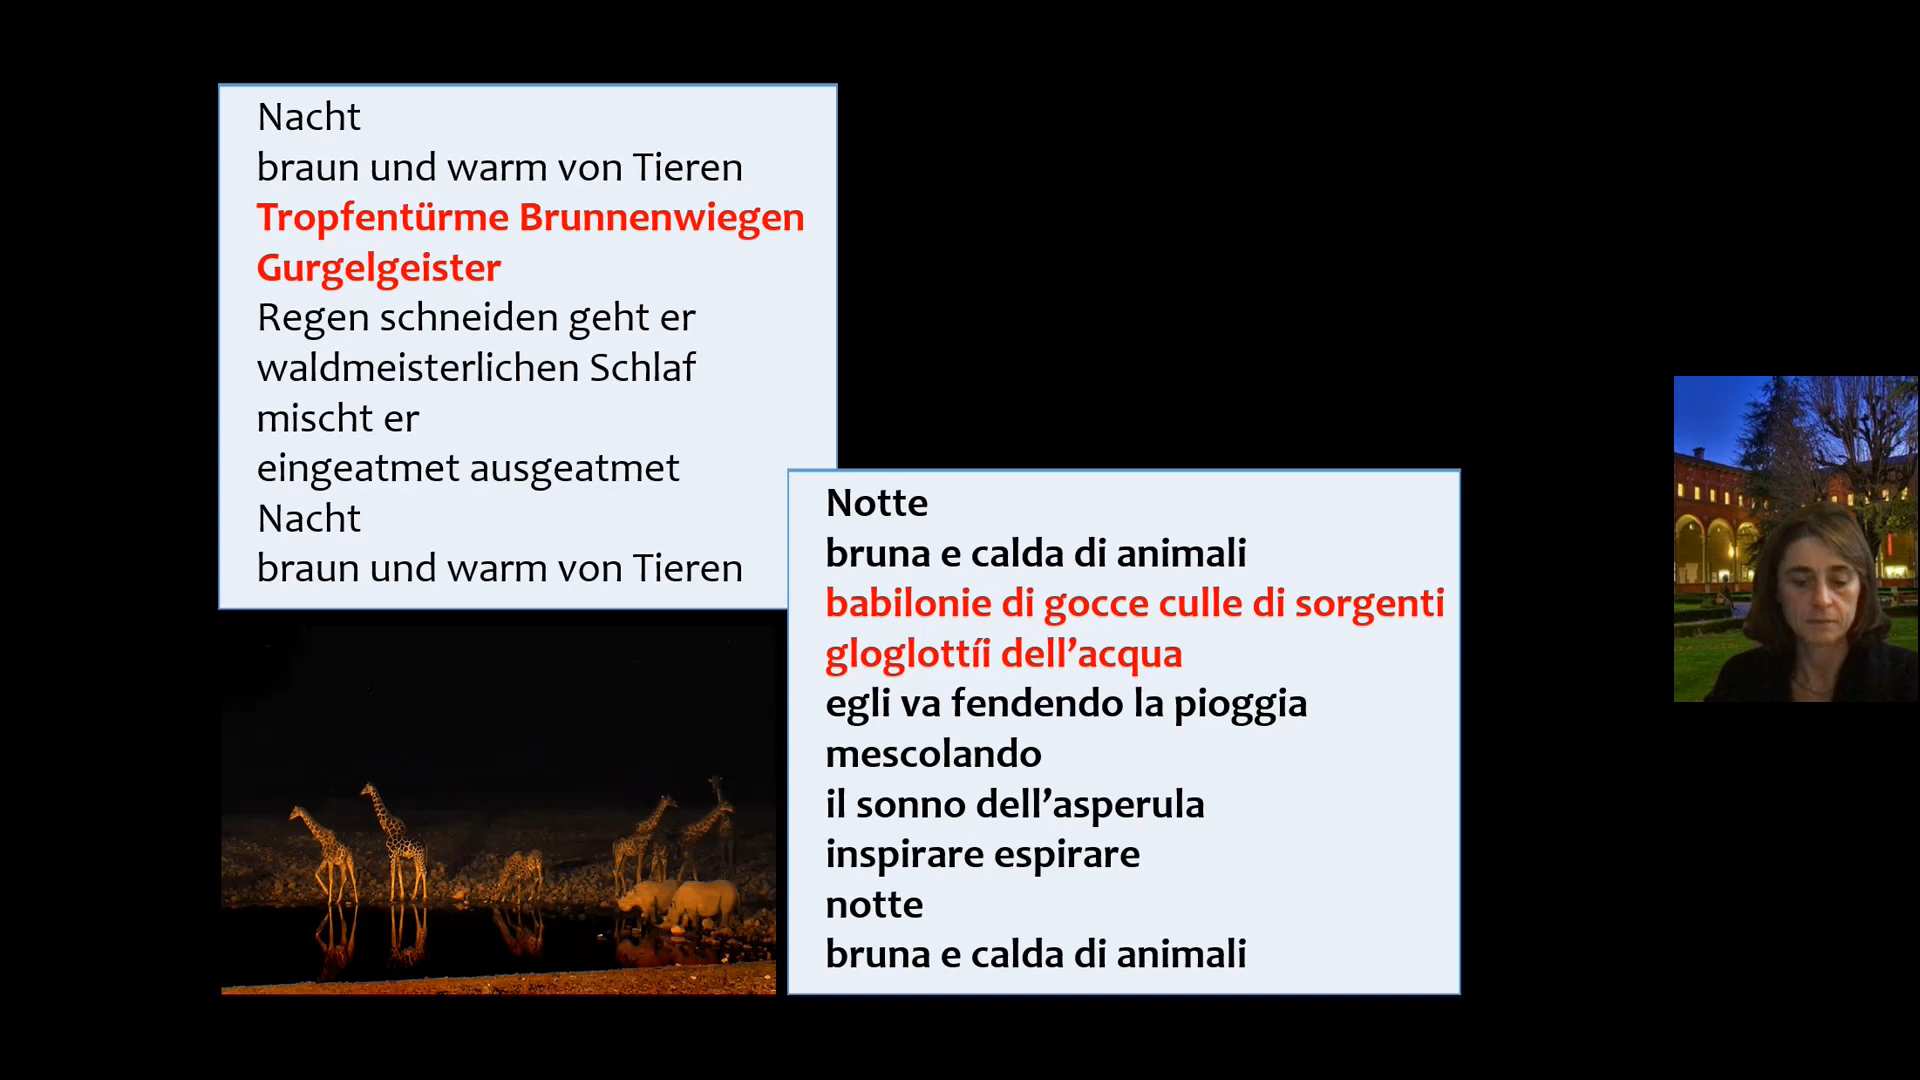 Nacht
braun und warm von Tieren
Tropfentürme Brunnenwiegen
Gurgelgeister
Regen schneiden geht er
waldmeisterlichen Schlaf
mischt er
eingeatmet ausgeatmet
Nacht
braun und warm von Tieren
Notte
bruna e calda di animali
babilonie di gocce culle di sorgenti
gloglottíi dell’acqua
egli va fendendo la pioggia
mescolando
il sonno dell’asperula
inspirare espirare
notte
bruna e calda di animali